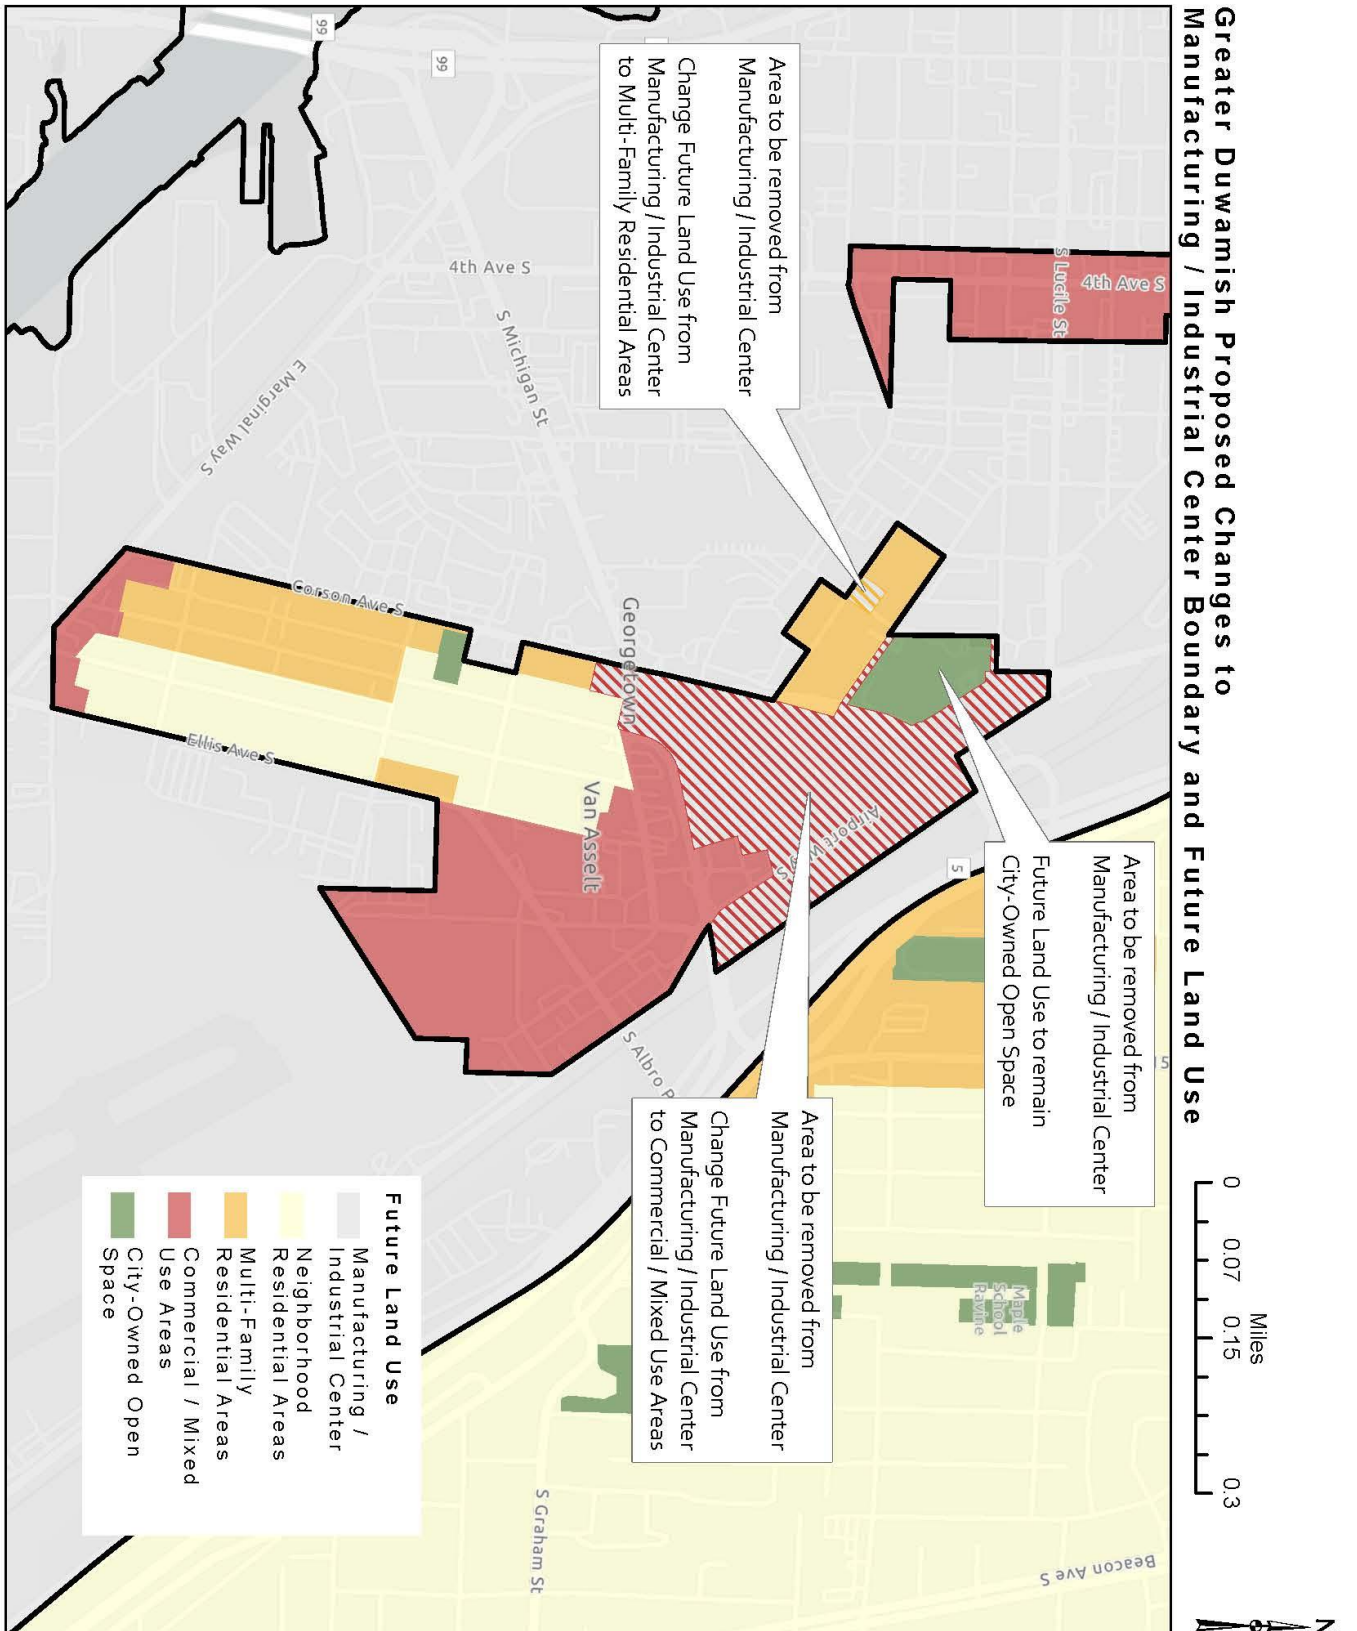 Greater Duwamish Proposed Changes to
Manufacturing / Industrial Center Boundary and Future Land Use
Miles
0 0.07 0.15 0.3
N
Area to be removed from
Manufacturing / Industrial Center
Change Future Land Use from
Manufacturing / Industrial Center
to Multi-Family Residential Areas
Area to be removed from
Manufacturing / Industrial Center
Future Land Use to remain
City-Owned Open Space
Area to be removed from
Manufacturing / Industrial Center
Change Future Land Use from
Manufacturing / Industrial Center
to Commercial / Mixed Use Areas
S Lucile St
4th Ave S
4th Ave S
99
99
S Michigan St
E Marginal Way S
Corson Ave S
Ellis Ave S
Georgetown
Van Asselt
Airport Way S
5
15
S Albro P
Maple
School
Ravine
S Graham St
Beacon Ave S
Future Land Use
Manufacturing /
Industrial Center
Neighborhood
Residential Areas
Multi-Family
Residential Areas
Commercial / Mixed
Use Areas
City-Owned Open
Space